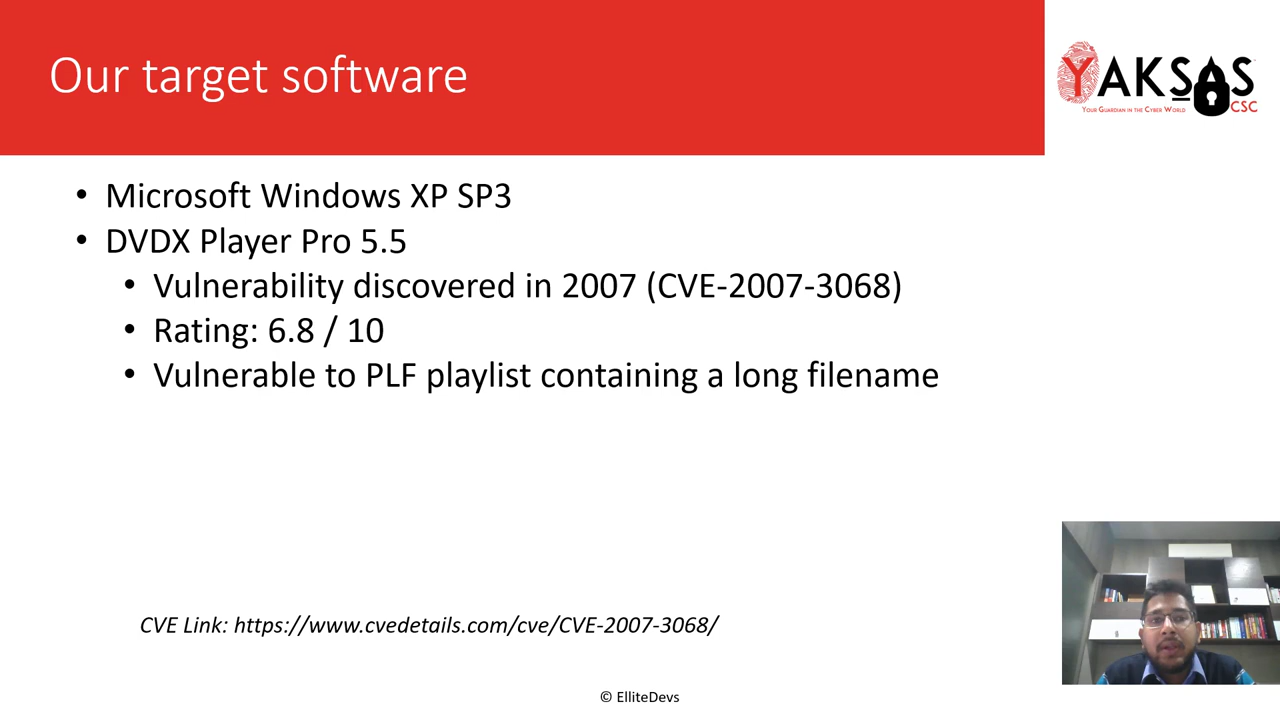 Our target software
YAKSAS
CSC
YOUR GUARDIAN IN THE CYBER WORLD
• Microsoft Windows XP SP3
• DVDX Player Pro 5.5
• Vulnerability discovered in 2007 (CVE-2007-3068)
• Rating: 6.8 / 10
• Vulnerable to PLF playlist containing a long filename
CVE Link: https://www.cvedetails.com/cve/CVE-2007-3068/
© ElliteDevs